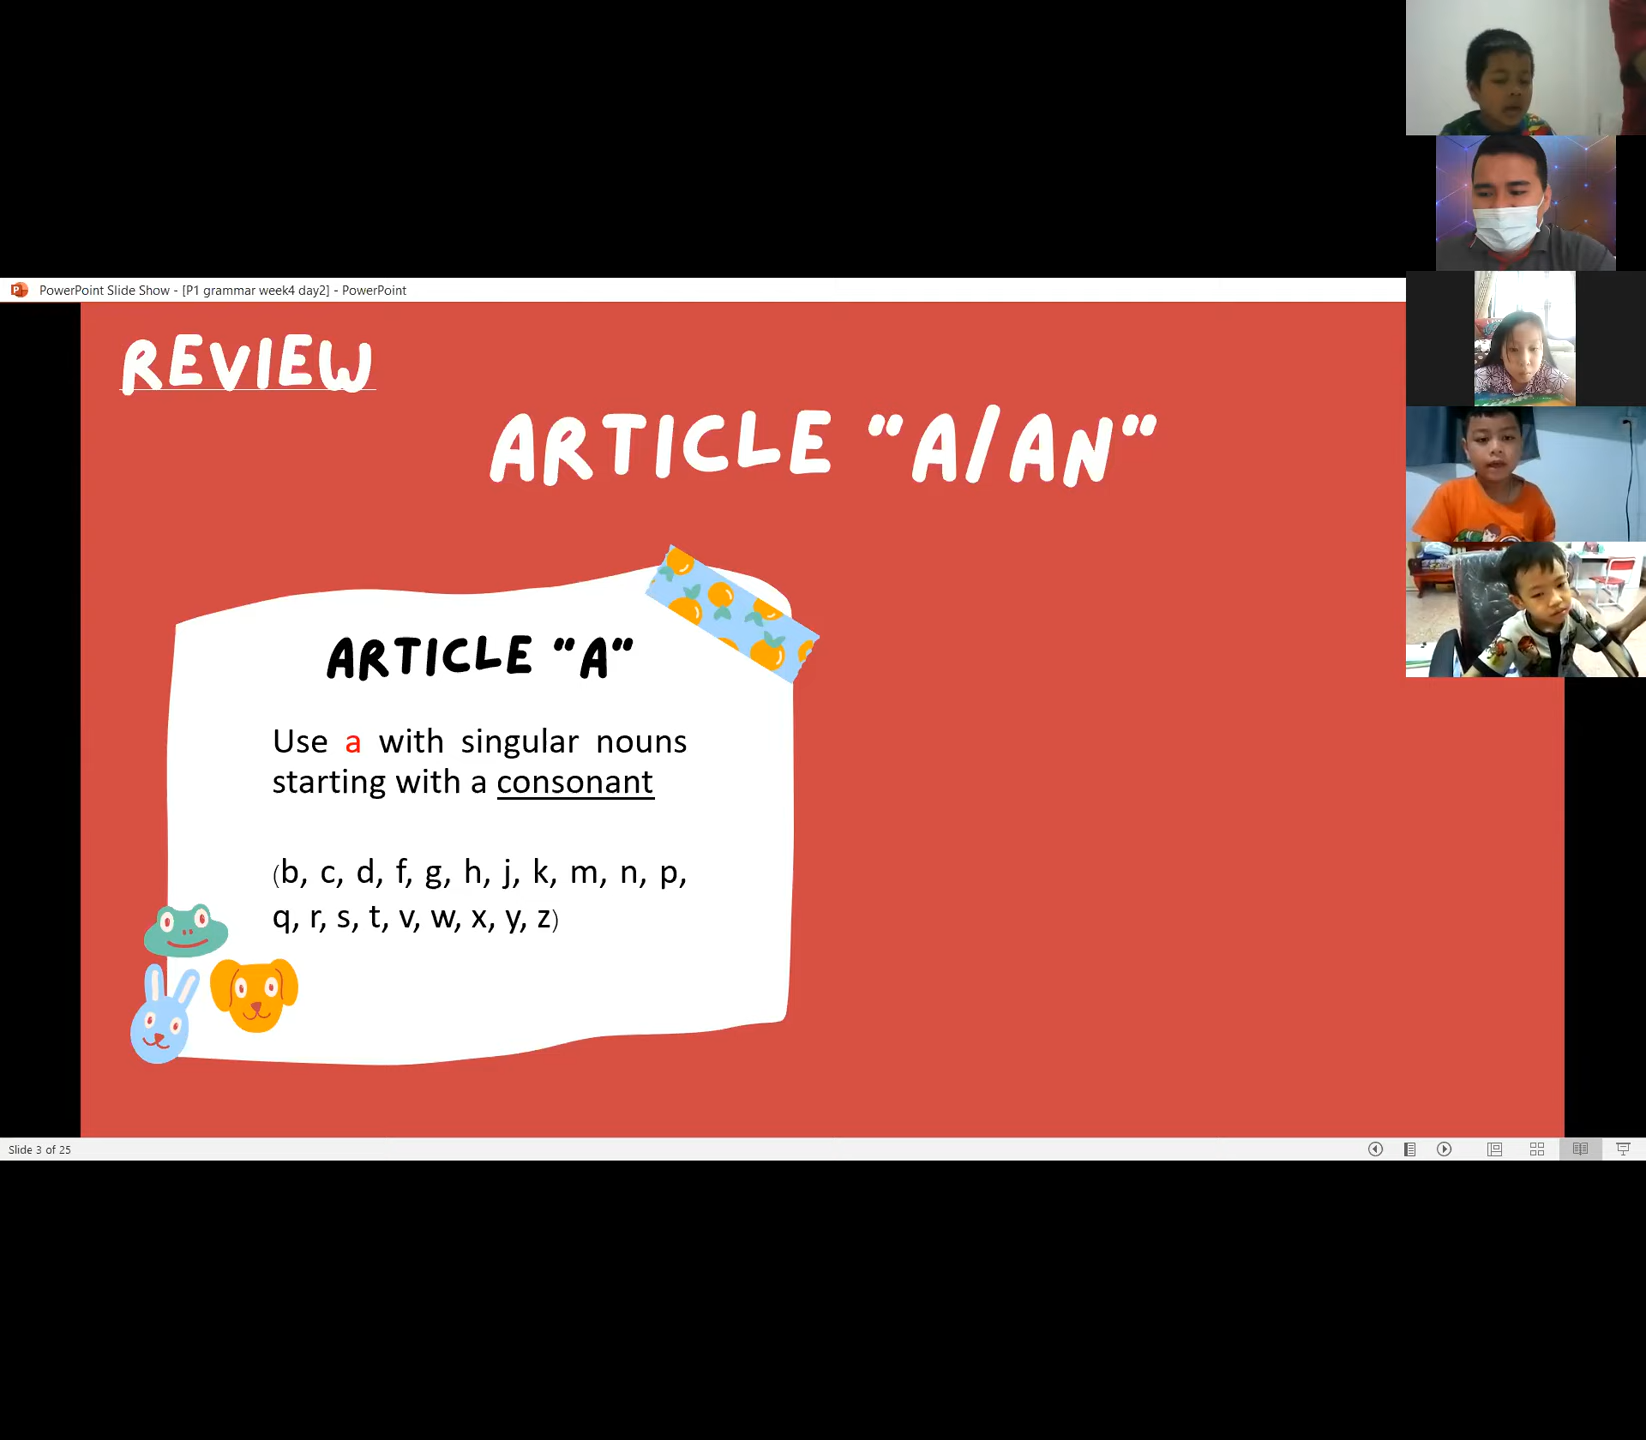 PowerPoint Slide Show - [P1 grammar week4 day2] - PowerPoint
REVIEW
ARTICLE "A/AN"
ARTICLE "A"
Use a with singular nouns
starting with a consonant
(b, c, d, f, g, h, j, k, m, n, p,
q, r, s, t, v, w, x, y, z)
Slide 3 of 25